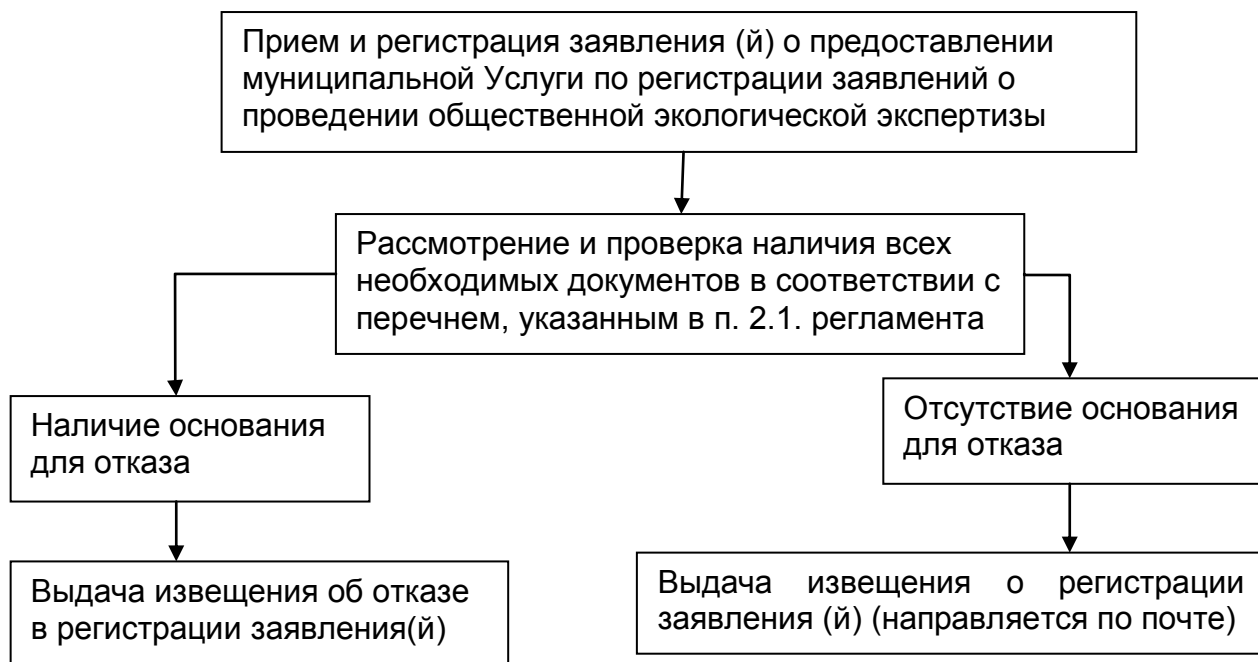 Прием и регистрация заявления (й) о предоставлении
муниципальной Услуги по регистрации заявлений о
проведении общественной экологической экспертизы
Рассмотрение и проверка наличия всех
необходимых документов в соответствии с
перечнем, указанным в п. 2.1. регламента
Наличие основания
для отказа
Отсутствие основания
для отказа
Выдача извещения об отказе
в регистрации заявления(й)
Выдача извещения о регистрации
заявления (й) (направляется по почте)